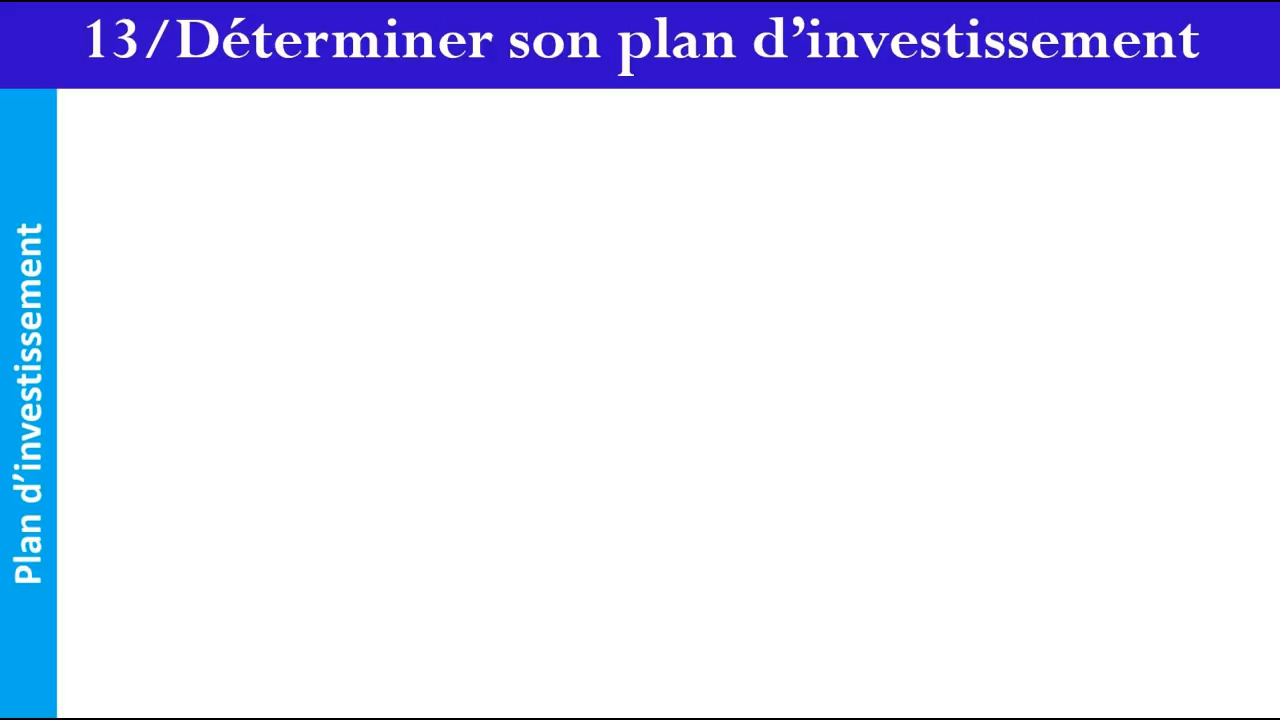 13/Déterminer son plan d’investissement
Plan d’investissement